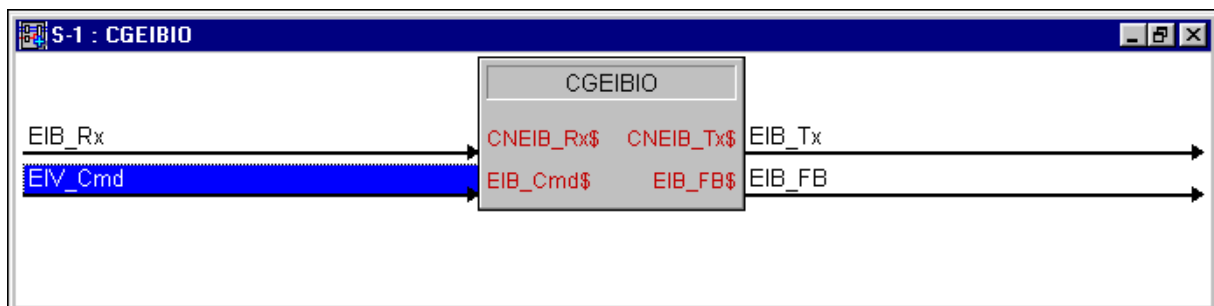 S-1 : CGEIBIO
CGEIBIO
EIB_Rx CNEIB_Rx$ CNEIB_Tx$ EIB_Tx
EIV_Cmd EIB_Cmd$ EIB_FB$ EIB_FB